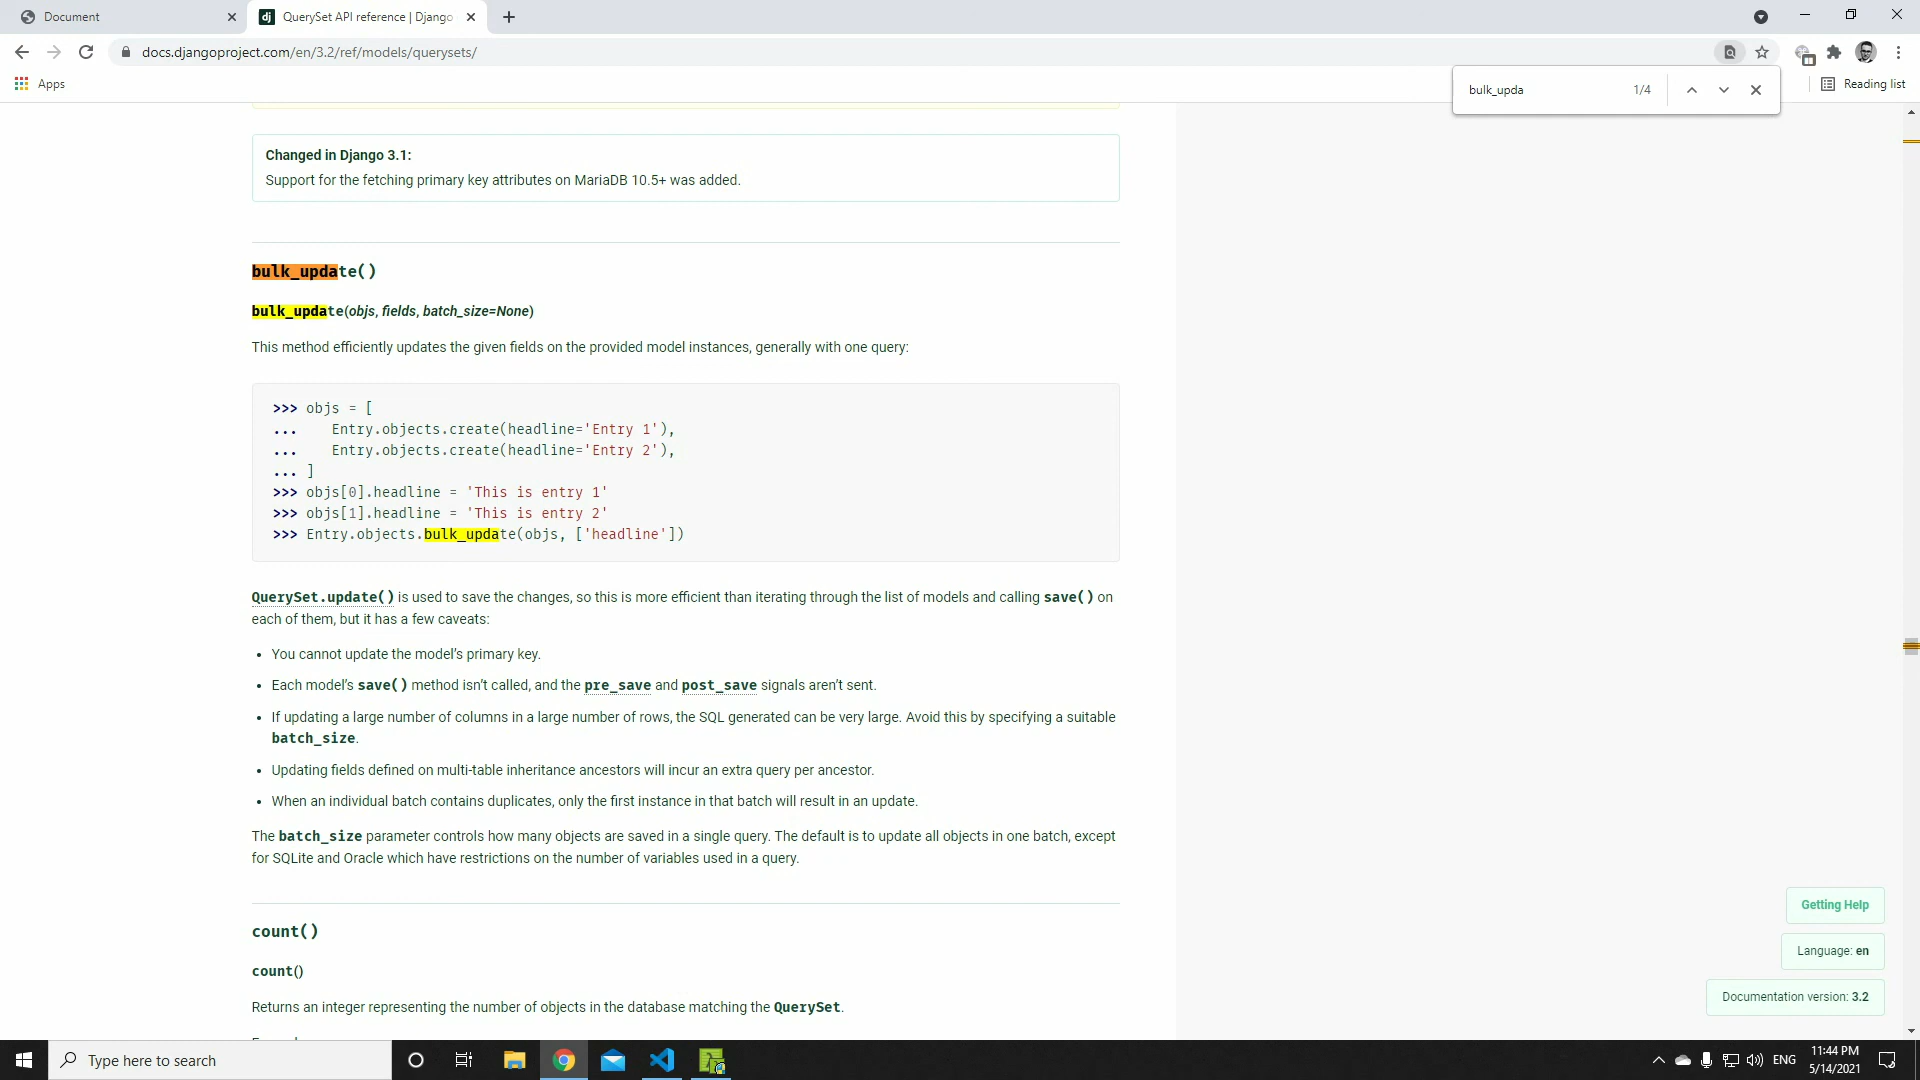 Document
QuerySet API reference | Django
docs.djangoproject.com/en/3.2/ref/models/querysets/
Apps
bulk_upda 1/4
Reading list
Changed in Django 3.1:
Support for the fetching primary key attributes on MariaDB 10.5+ was added.
bulk_update()
bulk_update(objs, fields, batch_size=None)
This method efficiently updates the given fields on the provided model instances, generally with one query:
>>> objs = [
...    Entry.objects.create(headline='Entry 1'),
...    Entry.objects.create(headline='Entry 2'),
... ]
>>> objs[0].headline = 'This is entry 1'
>>> objs[1].headline = 'This is entry 2'
>>> Entry.objects.bulk_update(objs, ['headline'])
QuerySet.update() is used to save the changes, so this is more efficient than iterating through the list of models and calling save() on
each of them, but it has a few caveats:
• You cannot update the model’s primary key.
• Each model’s save() method isn’t called, and the pre_save and post_save signals aren’t sent.
• If updating a large number of columns in a large number of rows, the SQL generated can be very large. Avoid this by specifying a suitable
batch_size.
• Updating fields defined on multi-table inheritance ancestors will incur an extra query per ancestor.
• When an individual batch contains duplicates, only the first instance in that batch will result in an update.
The batch_size parameter controls how many objects are saved in a single query. The default is to update all objects in one batch, except
for SQLite and Oracle which have restrictions on the number of variables used in a query.
count()
count()
Returns an integer representing the number of objects in the database matching the QuerySet.
Getting Help
Language: en
Documentation version: 3.2
Type here to search
ENG
11:44 PM
5/14/2021